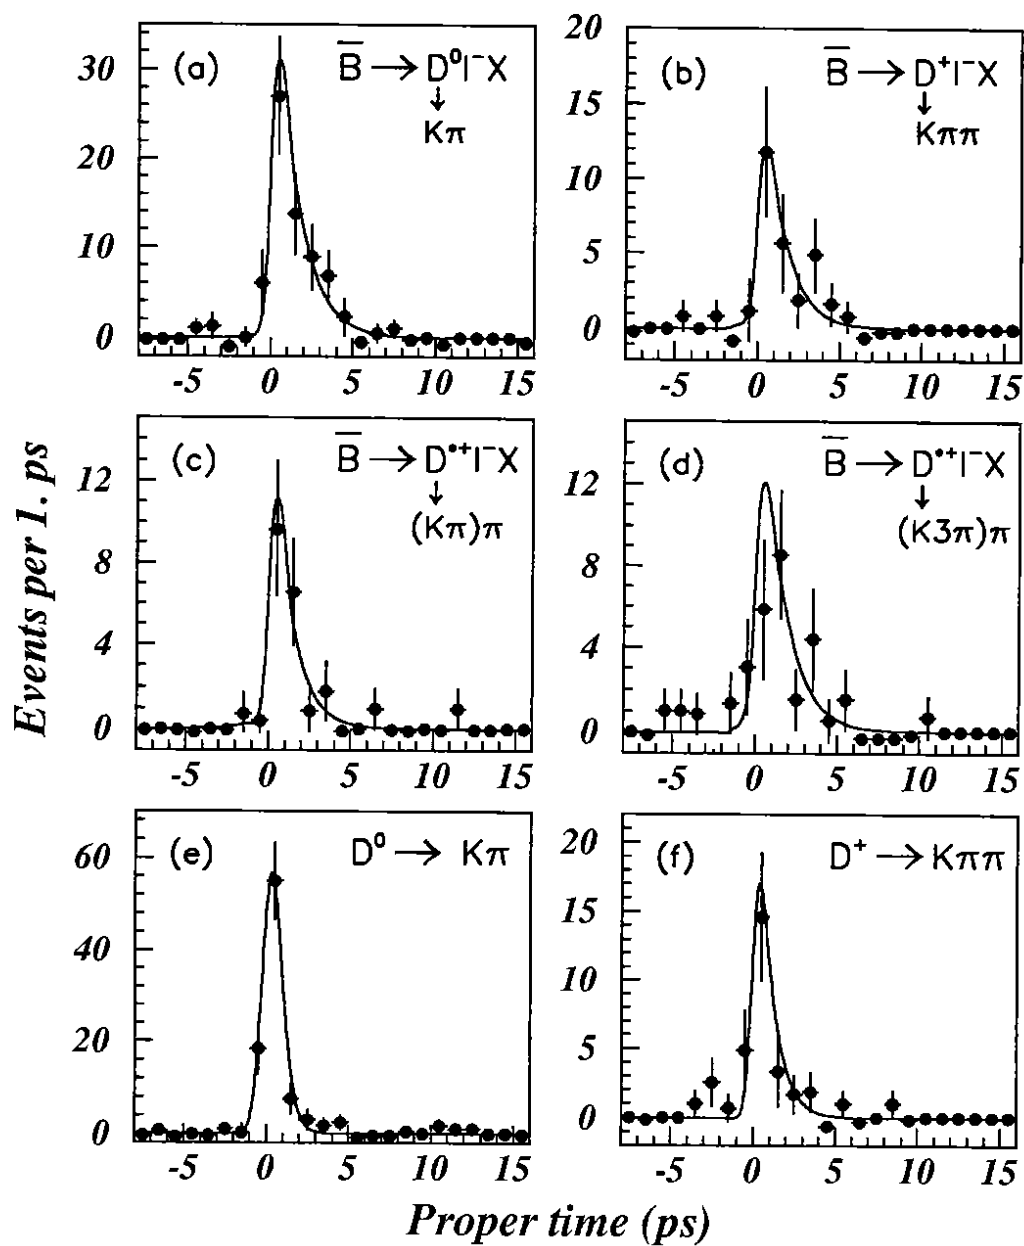 (a) B̅ → D⁰l⁻X
↓
Kπ
30
20
10
0
-5 0 5 10 15
(b) B̅ → D⁺l⁻X
↓
Kππ
20
15
10
5
0
-5 0 5 10 15
(c) B̅ → D*⁺l⁻X
↓
(Kπ)π
12
8
4
0
-5 0 5 10 15
(d) B̅ → D*⁺l⁻X
↓
(K3π)π
12
8
4
0
-5 0 5 10 15
(e) D⁰ → Kπ
60
40
20
0
-5 0 5 10 15
(f) D⁺ → Kππ
20
15
10
5
0
-5 0 5 10 15
Events per 1. ps
Proper time (ps)